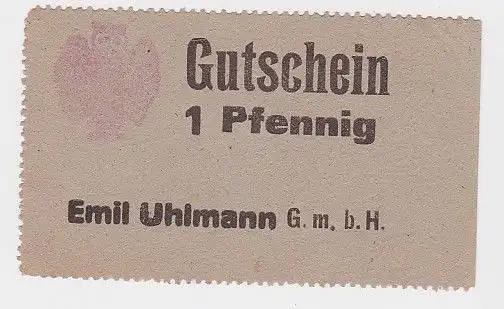 Gutschein
1 Pfennig
Emil Uhlmann G. m. b. H.